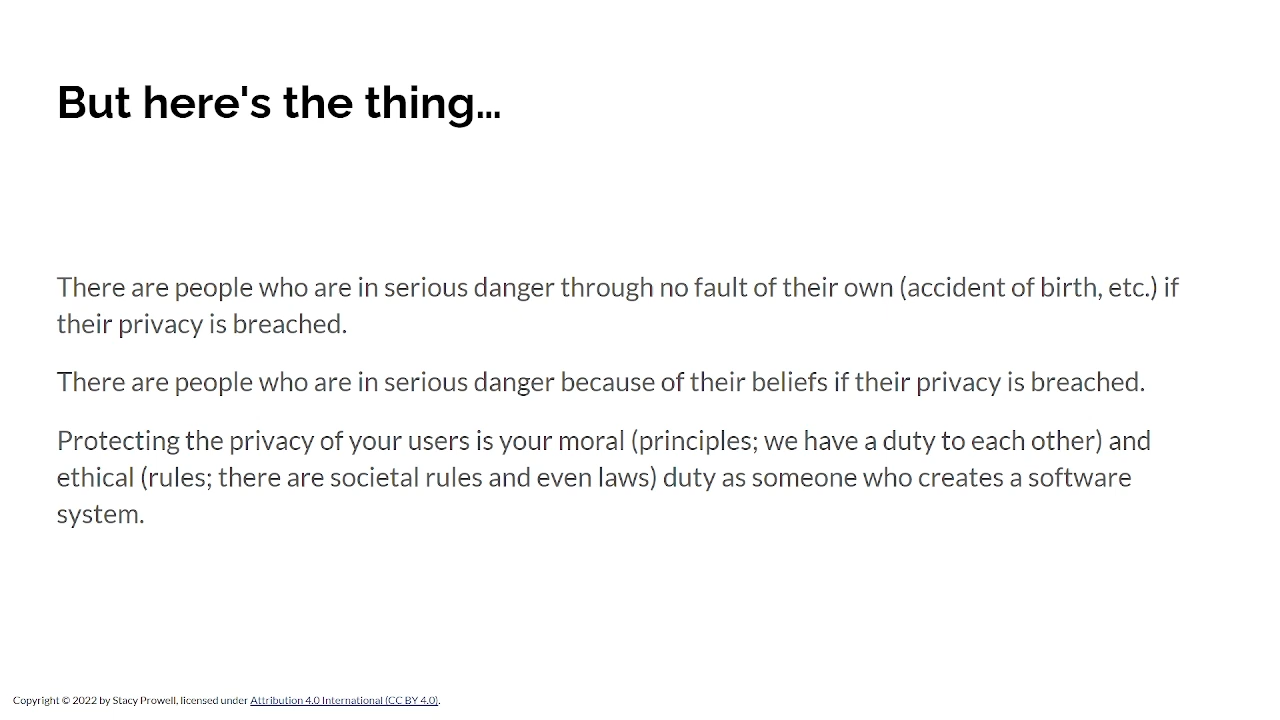 But here's the thing...
There are people who are in serious danger through no fault of their own (accident of birth, etc.) if
their privacy is breached.
There are people who are in serious danger because of their beliefs if their privacy is breached.
Protecting the privacy of your users is your moral (principles; we have a duty to each other) and
ethical (rules; there are societal rules and even laws) duty as someone who creates a software
system.
Copyright © 2022 by Stacy Prowell, licensed under Attribution 4.0 International (CC BY 4.0).